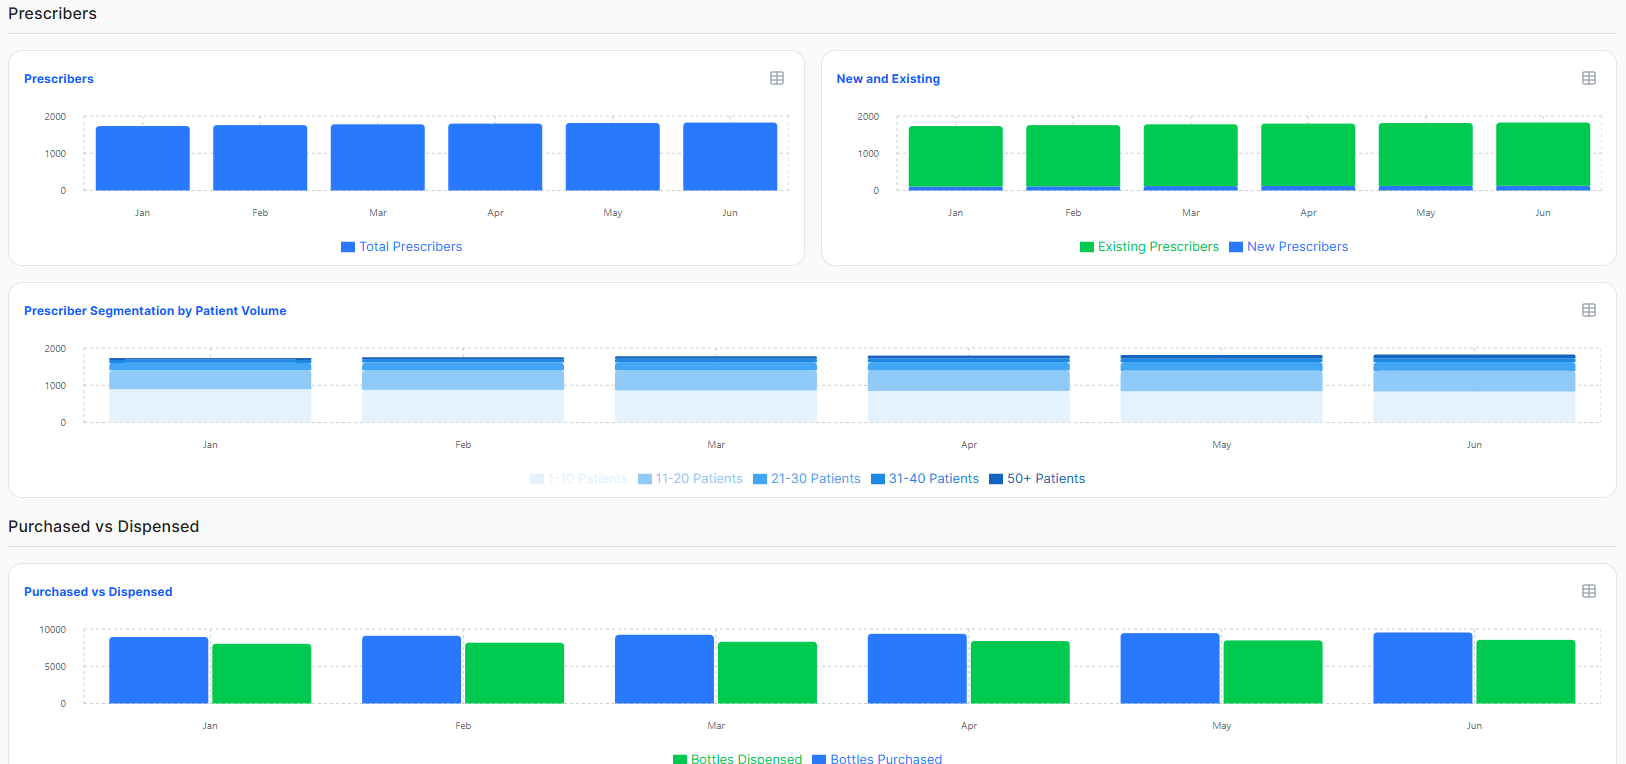 Prescribers
Prescribers
2000
1000
0
Jan Feb Mar Apr May Jun
Total Prescribers
New and Existing
2000
1000
0
Jan Feb Mar Apr May Jun
Existing Prescribers New Prescribers
Prescriber Segmentation by Patient Volume
2000
1000
0
Jan Feb Mar Apr May Jun
1-10 Patients 11-20 Patients 21-30 Patients 31-40 Patients 50+ Patients
Purchased vs Dispensed
Purchased vs Dispensed
10000
5000
0
Jan Feb Mar Apr May Jun
Bottles Dispensed Bottles Purchased